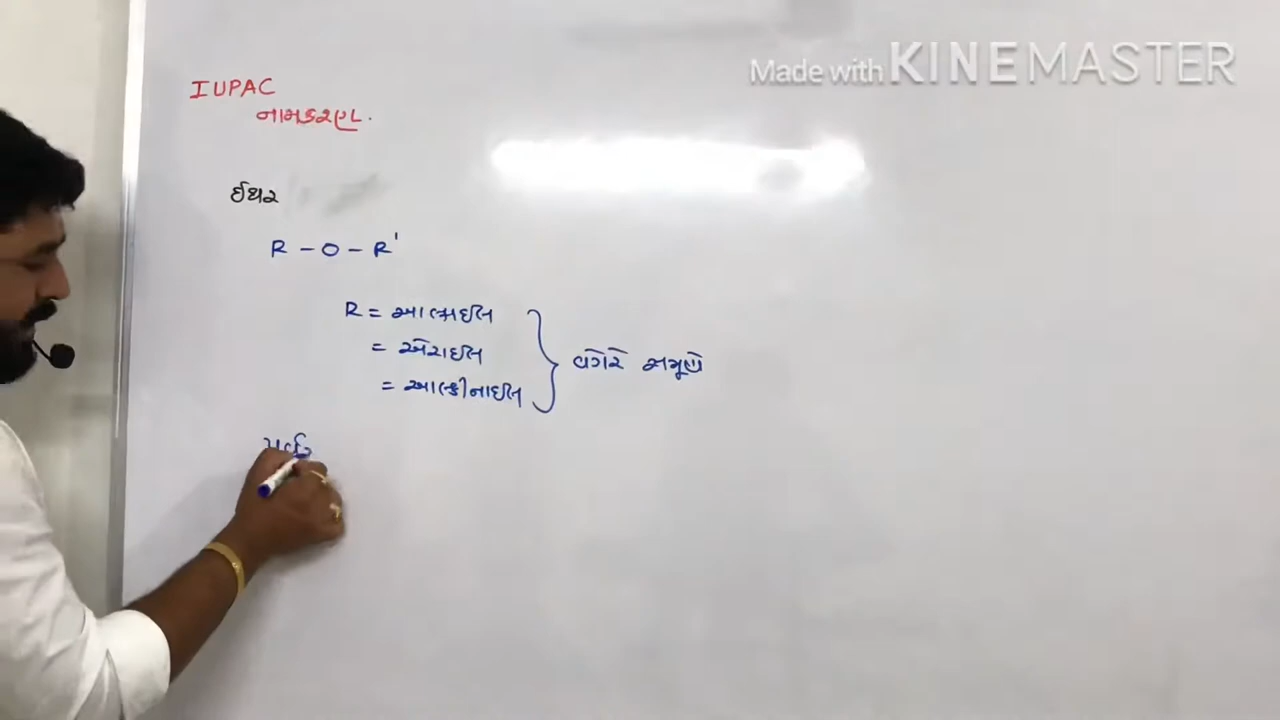 Made with KINEMASTER
IUPAC
નામકરણ.
ઈથર
R – O – R'
R = આલ્કાઈલ
= એરાઈલ
= આલ્કીનાઈલ
} વગેરે સમૂહો